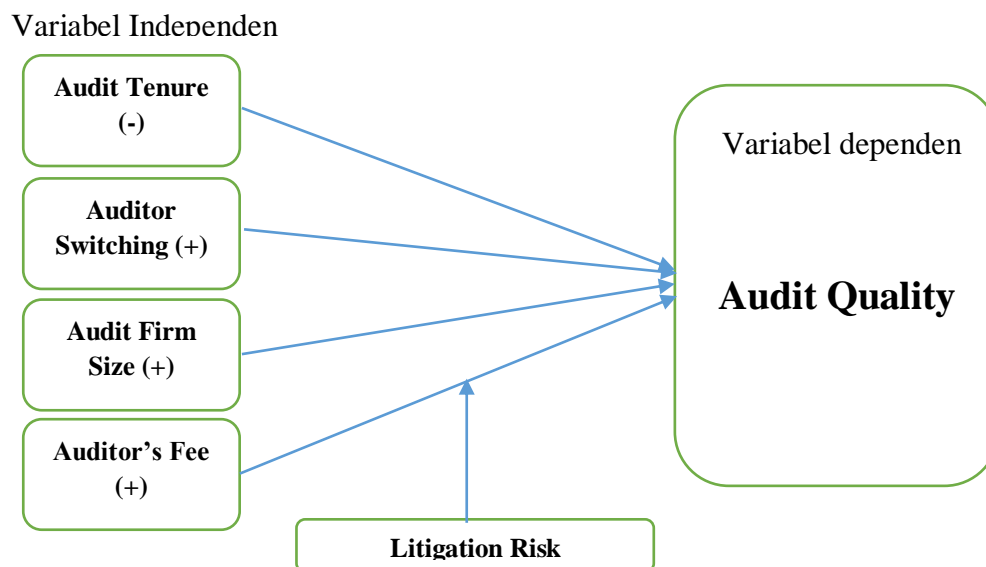 Variabel Independen
Audit Tenure
(-)
Auditor
Switching (+)
Audit Firm
Size (+)
Auditor’s Fee
(+)
Variabel dependen
Audit Quality
Litigation Risk